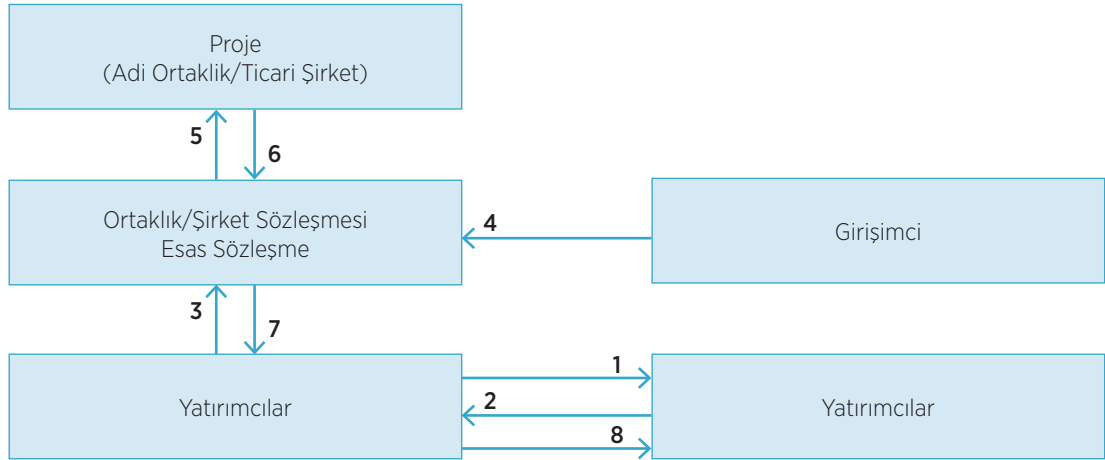 Proje
(Adi Ortaklik/Ticari Şirket)
5
6
Ortaklık/Şirket Sözleşmesi
Esas Sözleşme
4
Girişimci
3
7
Yatırımcılar
1
2
8
Yatırımcılar